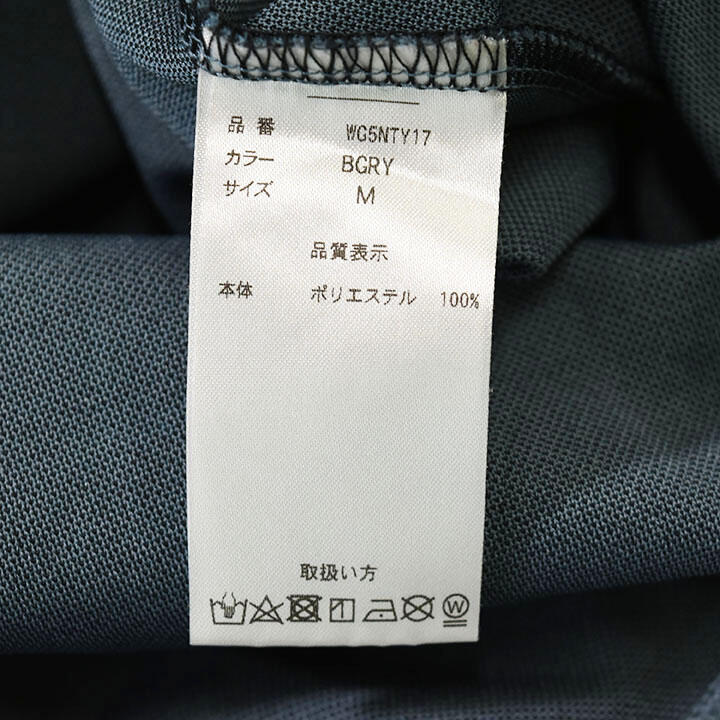 品番 WG5NTY17
カラー BGRY
サイズ M
品質表示
本体 ポリエステル 100%
取扱い方
W